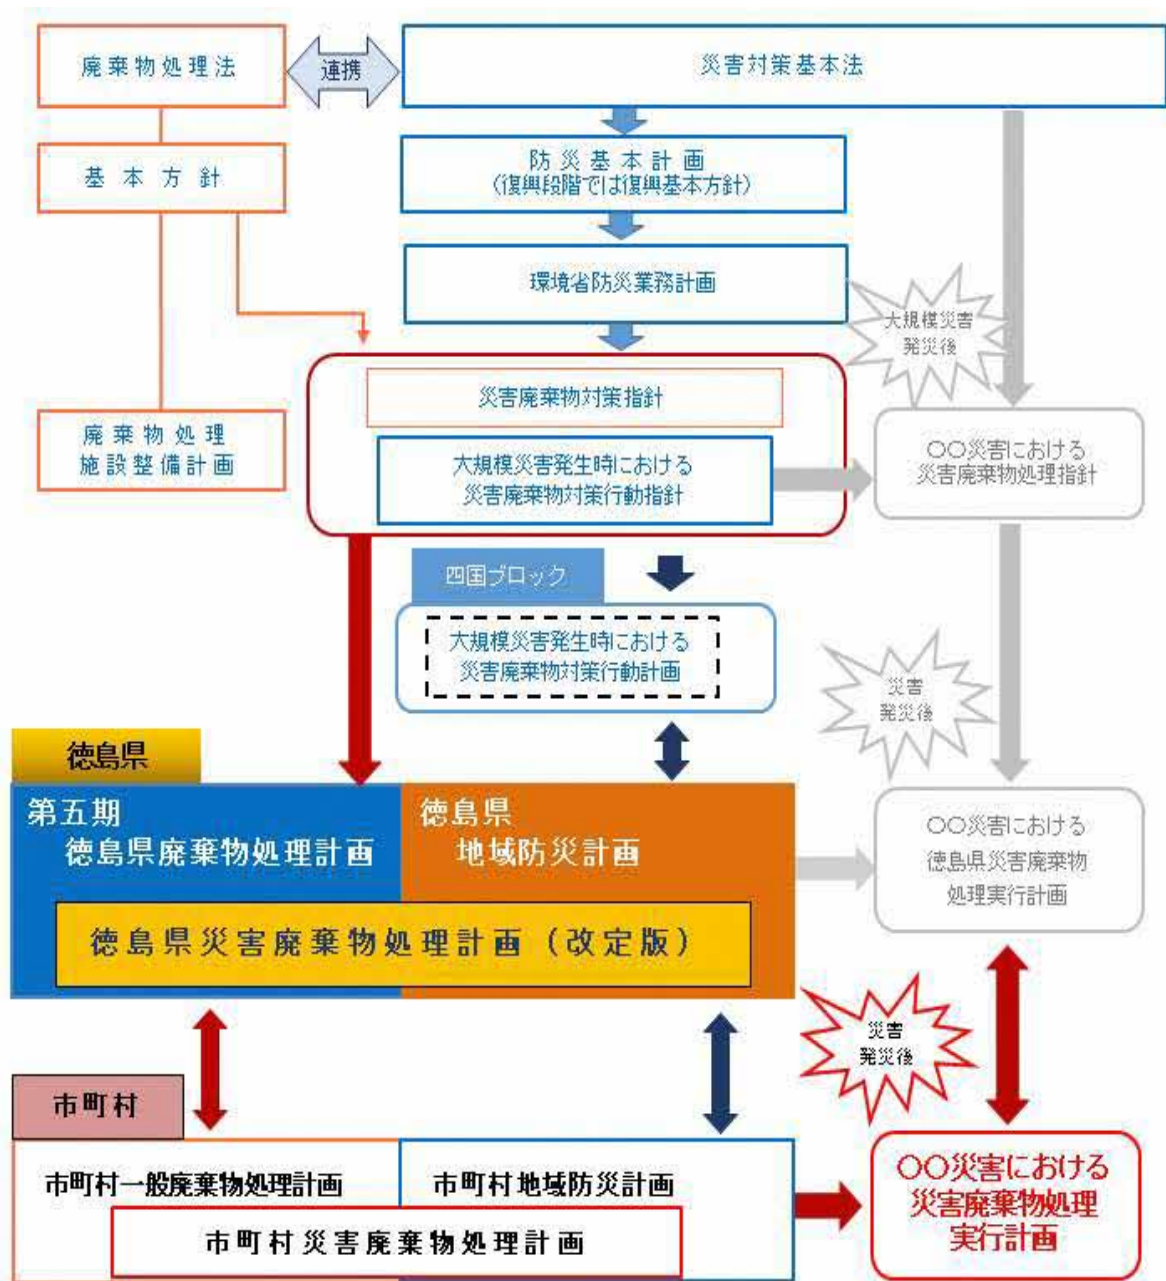 廃棄物処理法
連携
災害対策基本法
基本方針
防災基本計画
(復興段階では復興基本方針)
環境省防災業務計画
大規模災害
発災後
災害廃棄物対策指針
廃棄物処理
施設整備計画
大規模災害発生時における
災害廃棄物対策行動指針
〇〇災害における
災害廃棄物処理指針
四国ブロック
大規模災害発生時における
災害廃棄物対策行動計画
災害
発災後
徳島県
第五期
徳島県廃棄物処理計画
徳島県
地域防災計画
〇〇災害における
徳島県災害廃棄物
処理実行計画
徳島県災害廃棄物処理計画(改定版)
災害
発災後
市町村
市町村一般廃棄物処理計画
市町村地域防災計画
〇〇災害における
災害廃棄物処理
実行計画
市町村災害廃棄物処理計画